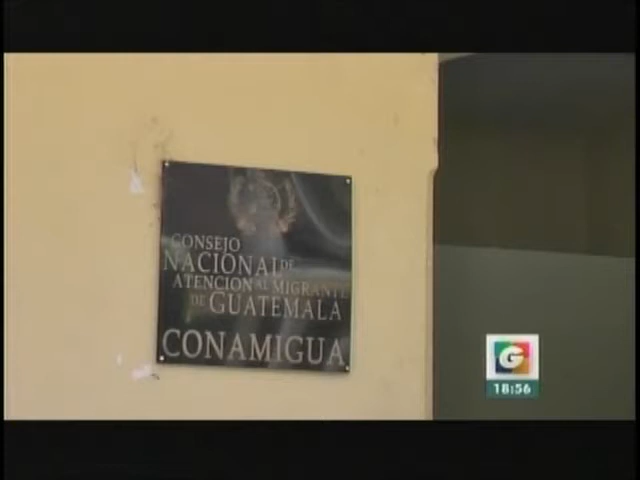 CONSEJO
NACIONAL DE
ATENCION AL MIGRANTE
DE GUATEMALA
CONAMIGUA
G
18:56